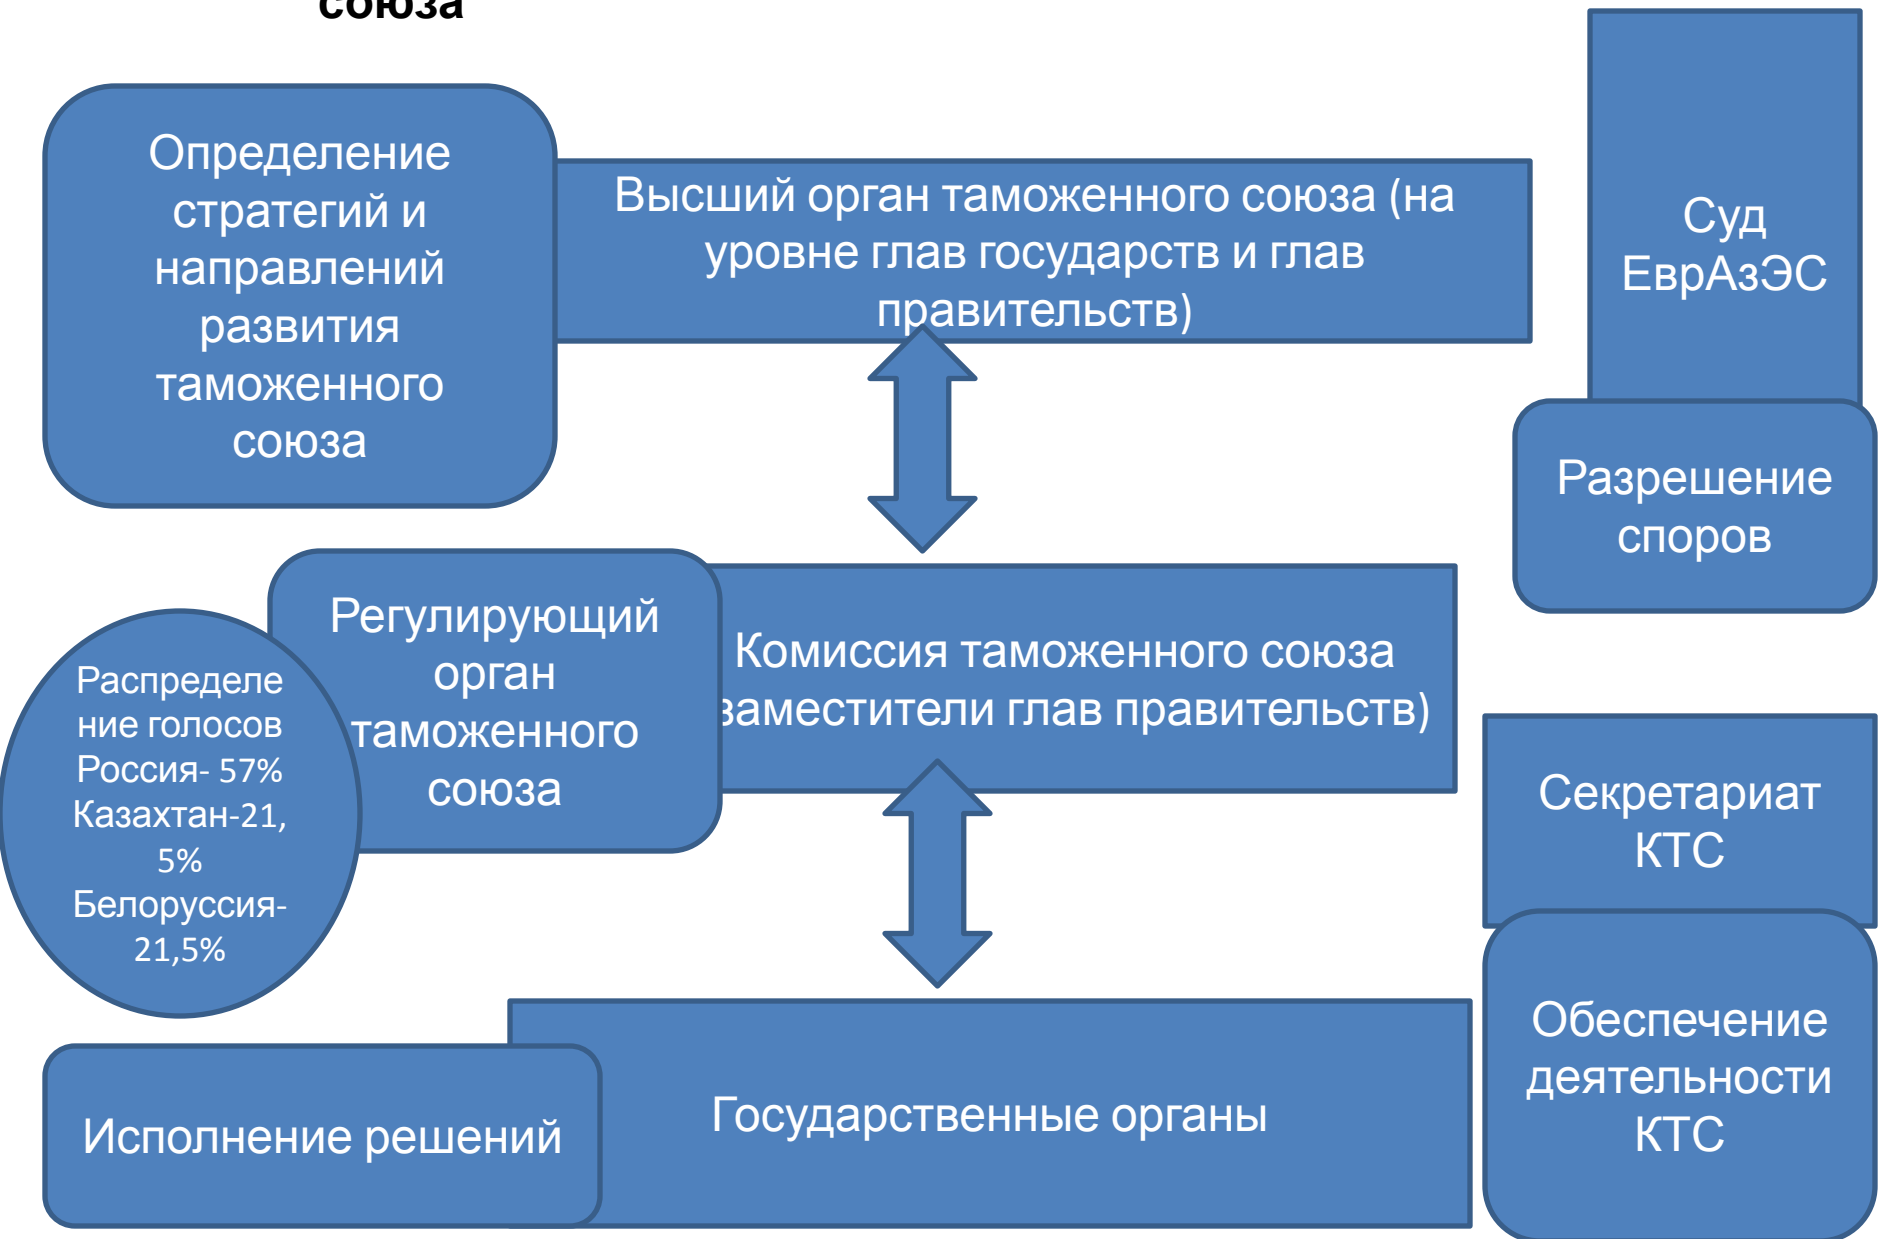 союза
Определение
стратегий и
направлений
развития
таможенного
союза
Высший орган таможенного союза (на
уровне глав государств и глав
правительств)
Суд
ЕврАзЭС
Разрешение
споров
Регулирующий
орган
таможенного
союза
Комиссия таможенного союза
заместители глав правительств)
Распределе
ние голосов
Россия- 57%
Казахтан-21,
5%
Белоруссия-
21,5%
Секретариат
КТС
Обеспечение
деятельности
КТС
Исполнение решений
Государственные органы